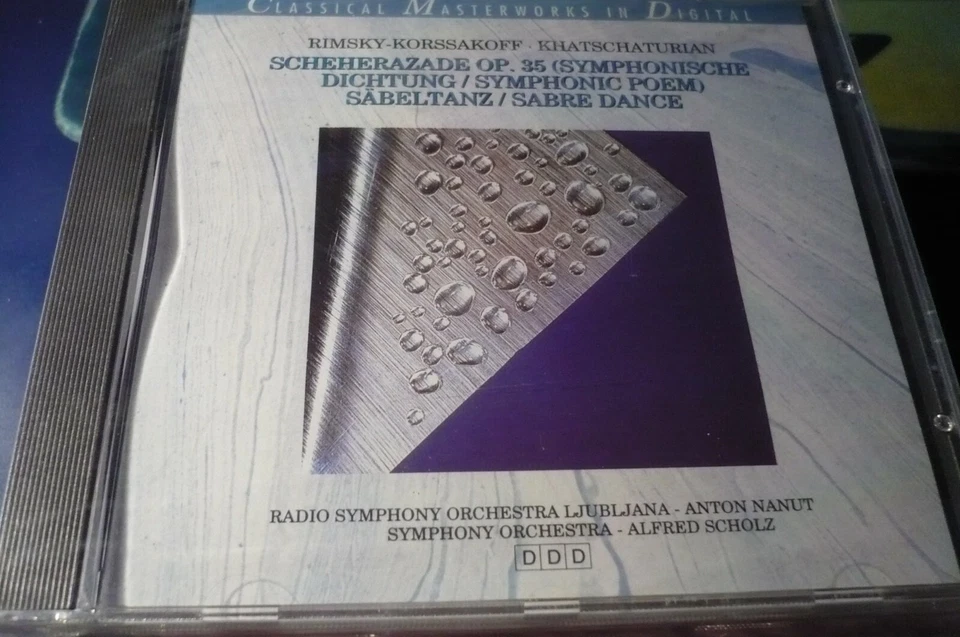 CLASSICAL MASTERWORKS IN DIGITAL
RIMSKY-KORSSAKOFF · KHATSCHATURIAN
SCHEHERAZADE OP. 35 (SYMPHONISCHE
DICHTUNG / SYMPHONIC POEM)
SÄBELTANZ / SABRE DANCE
RADIO SYMPHONY ORCHESTRA LJUBLJANA - ANTON NANUT
SYMPHONY ORCHESTRA - ALFRED SCHOLZ
DDD